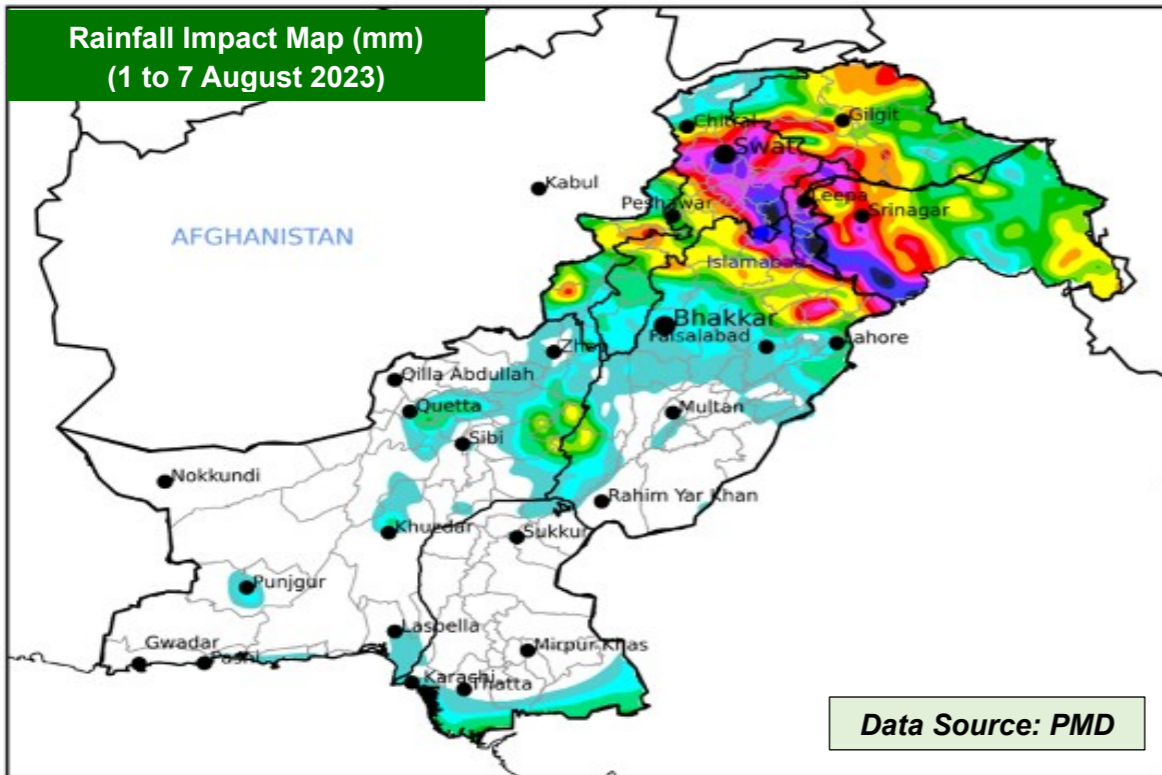 Rainfall Impact Map (mm)
(1 to 7 August 2023)
Chitral
Gilgit
Swat
Kabul
Leepa
Peshawar
Srinagar
AFGHANISTAN
Islamabad
Bhakkar
Faisalabad
Lahore
Zhob
Qilla Abdullah
Quetta
Multan
Sibi
Nokkundi
Rahim Yar Khan
Khuzdar
Sukkur
Punjgur
Lasbella
Gwadar
Pasni
Mirpur Khas
Karachi
Thatta
Data Source: PMD